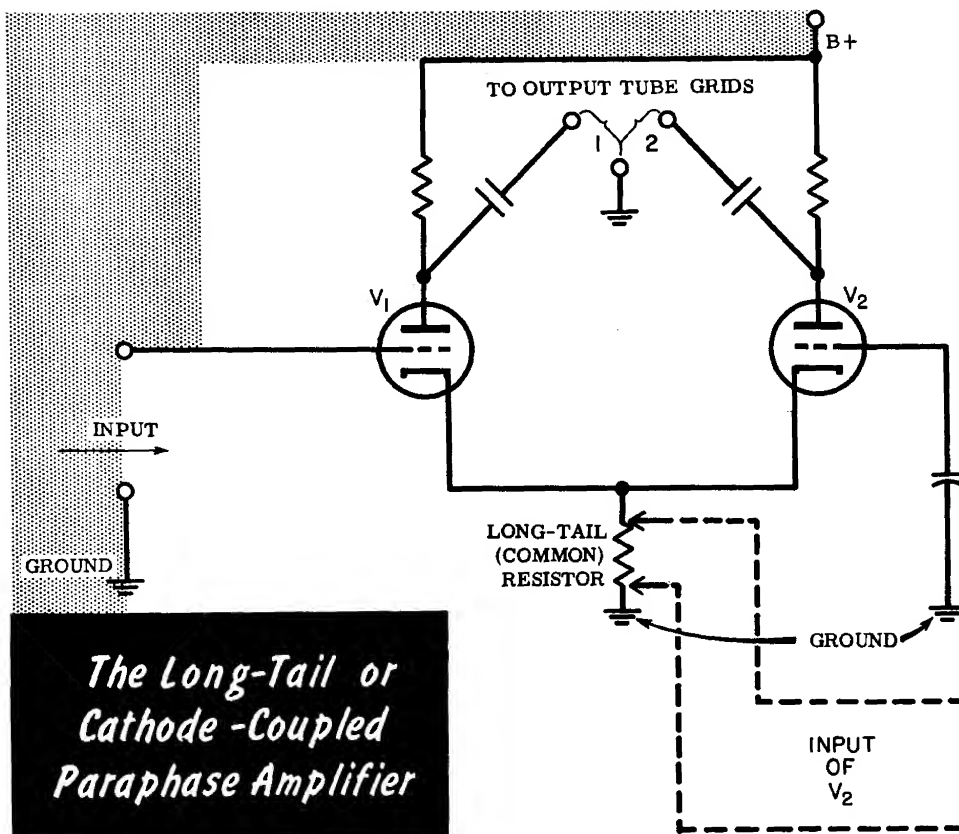 B+
TO OUTPUT TUBE GRIDS
1 2
V1
V2
INPUT
LONG-TAIL
(COMMON)
RESISTOR
GROUND
GROUND
The Long-Tail or
Cathode-Coupled
Paraphase Amplifier
INPUT
OF
V2